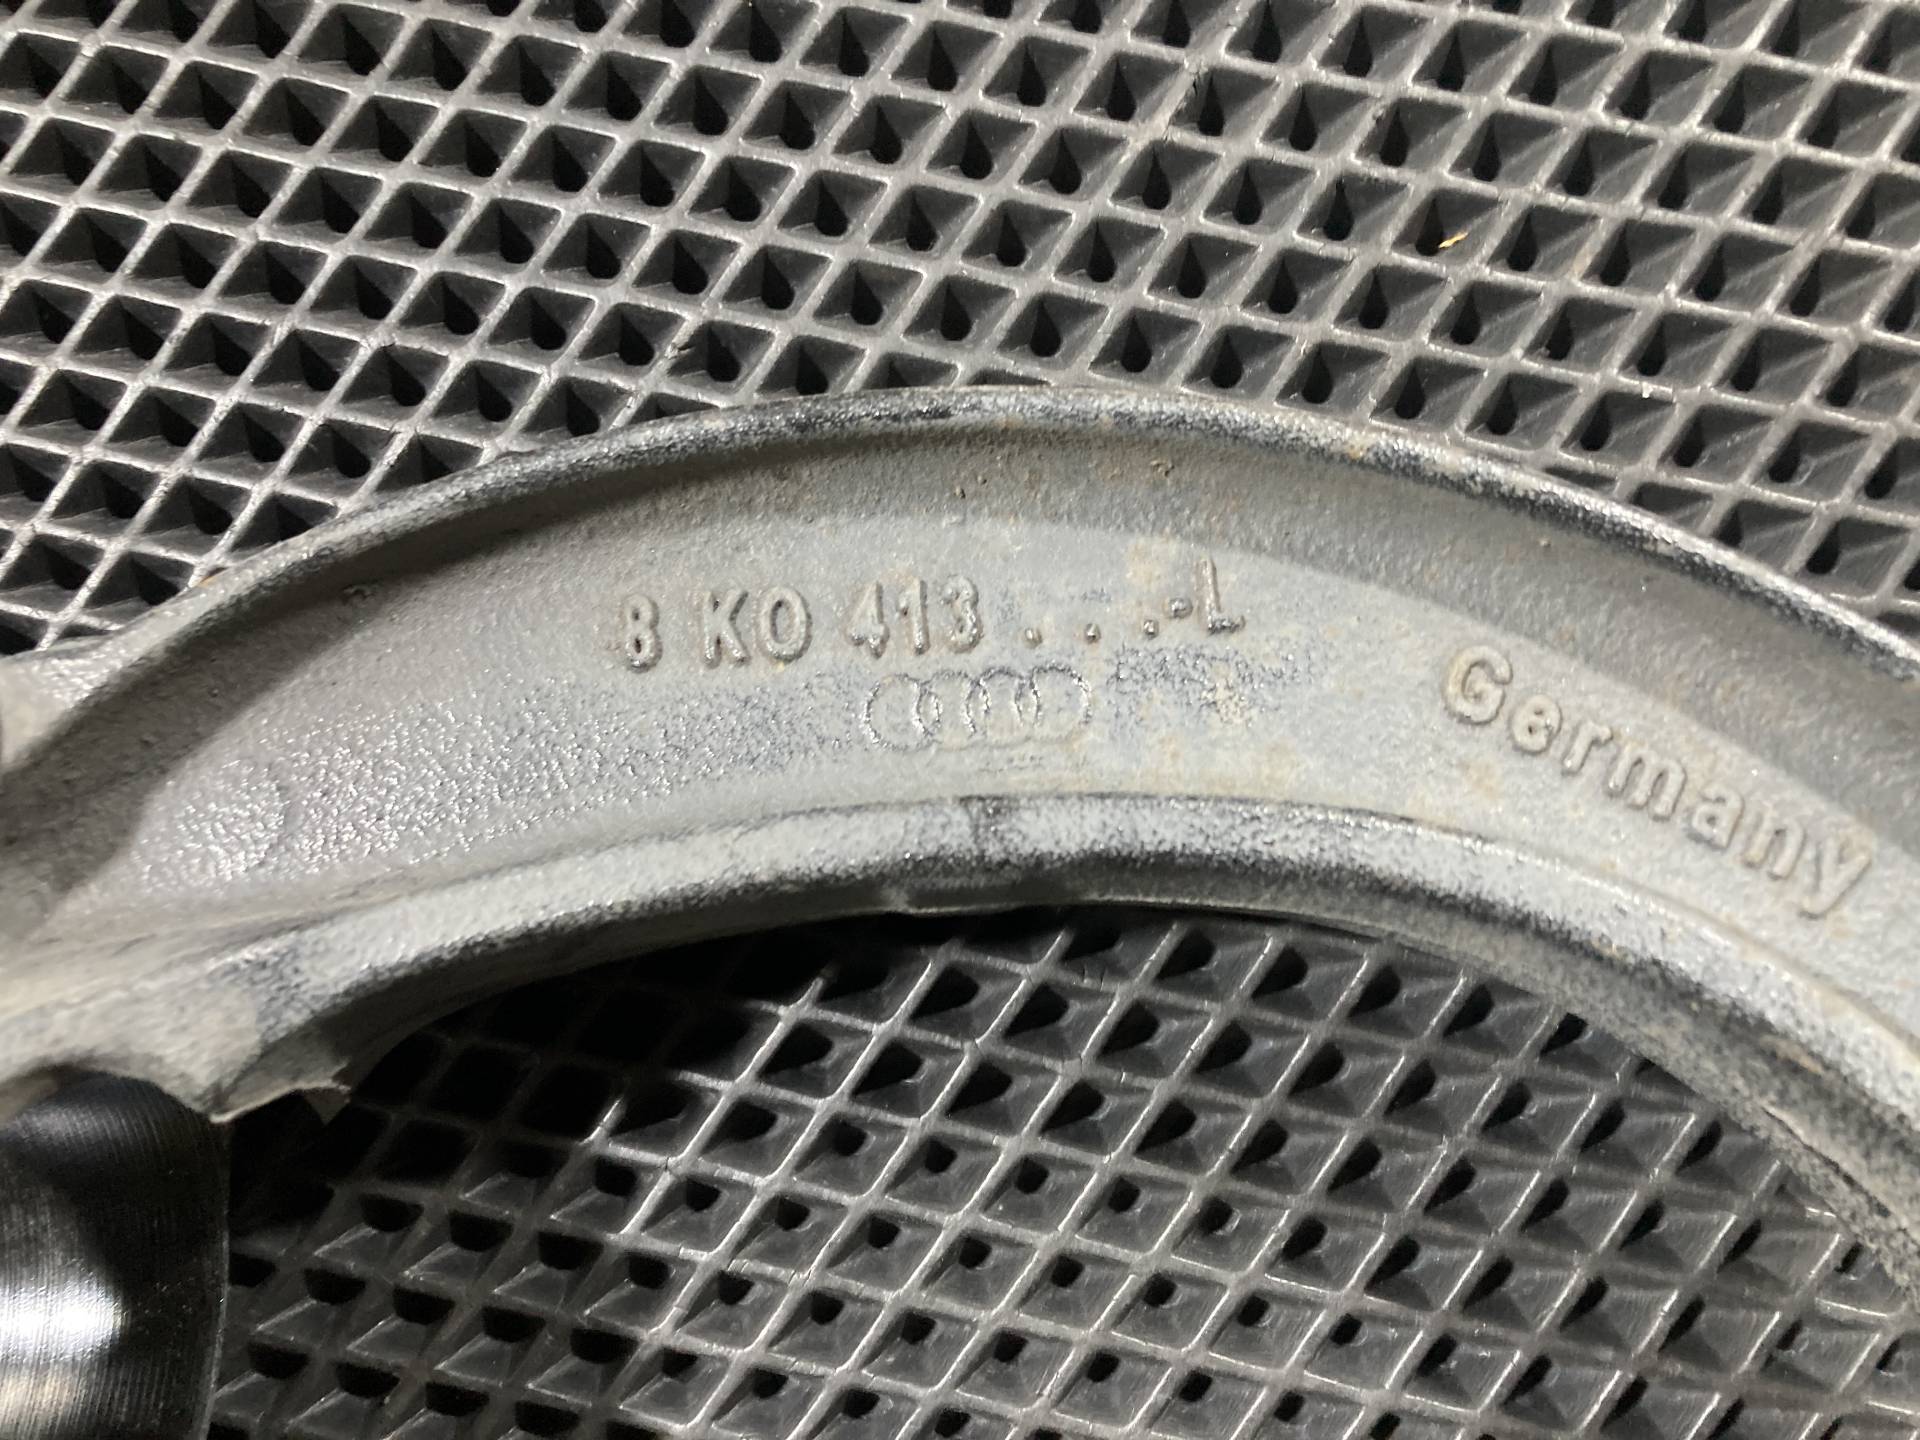 8 K0 413 . . . .-L
Germany